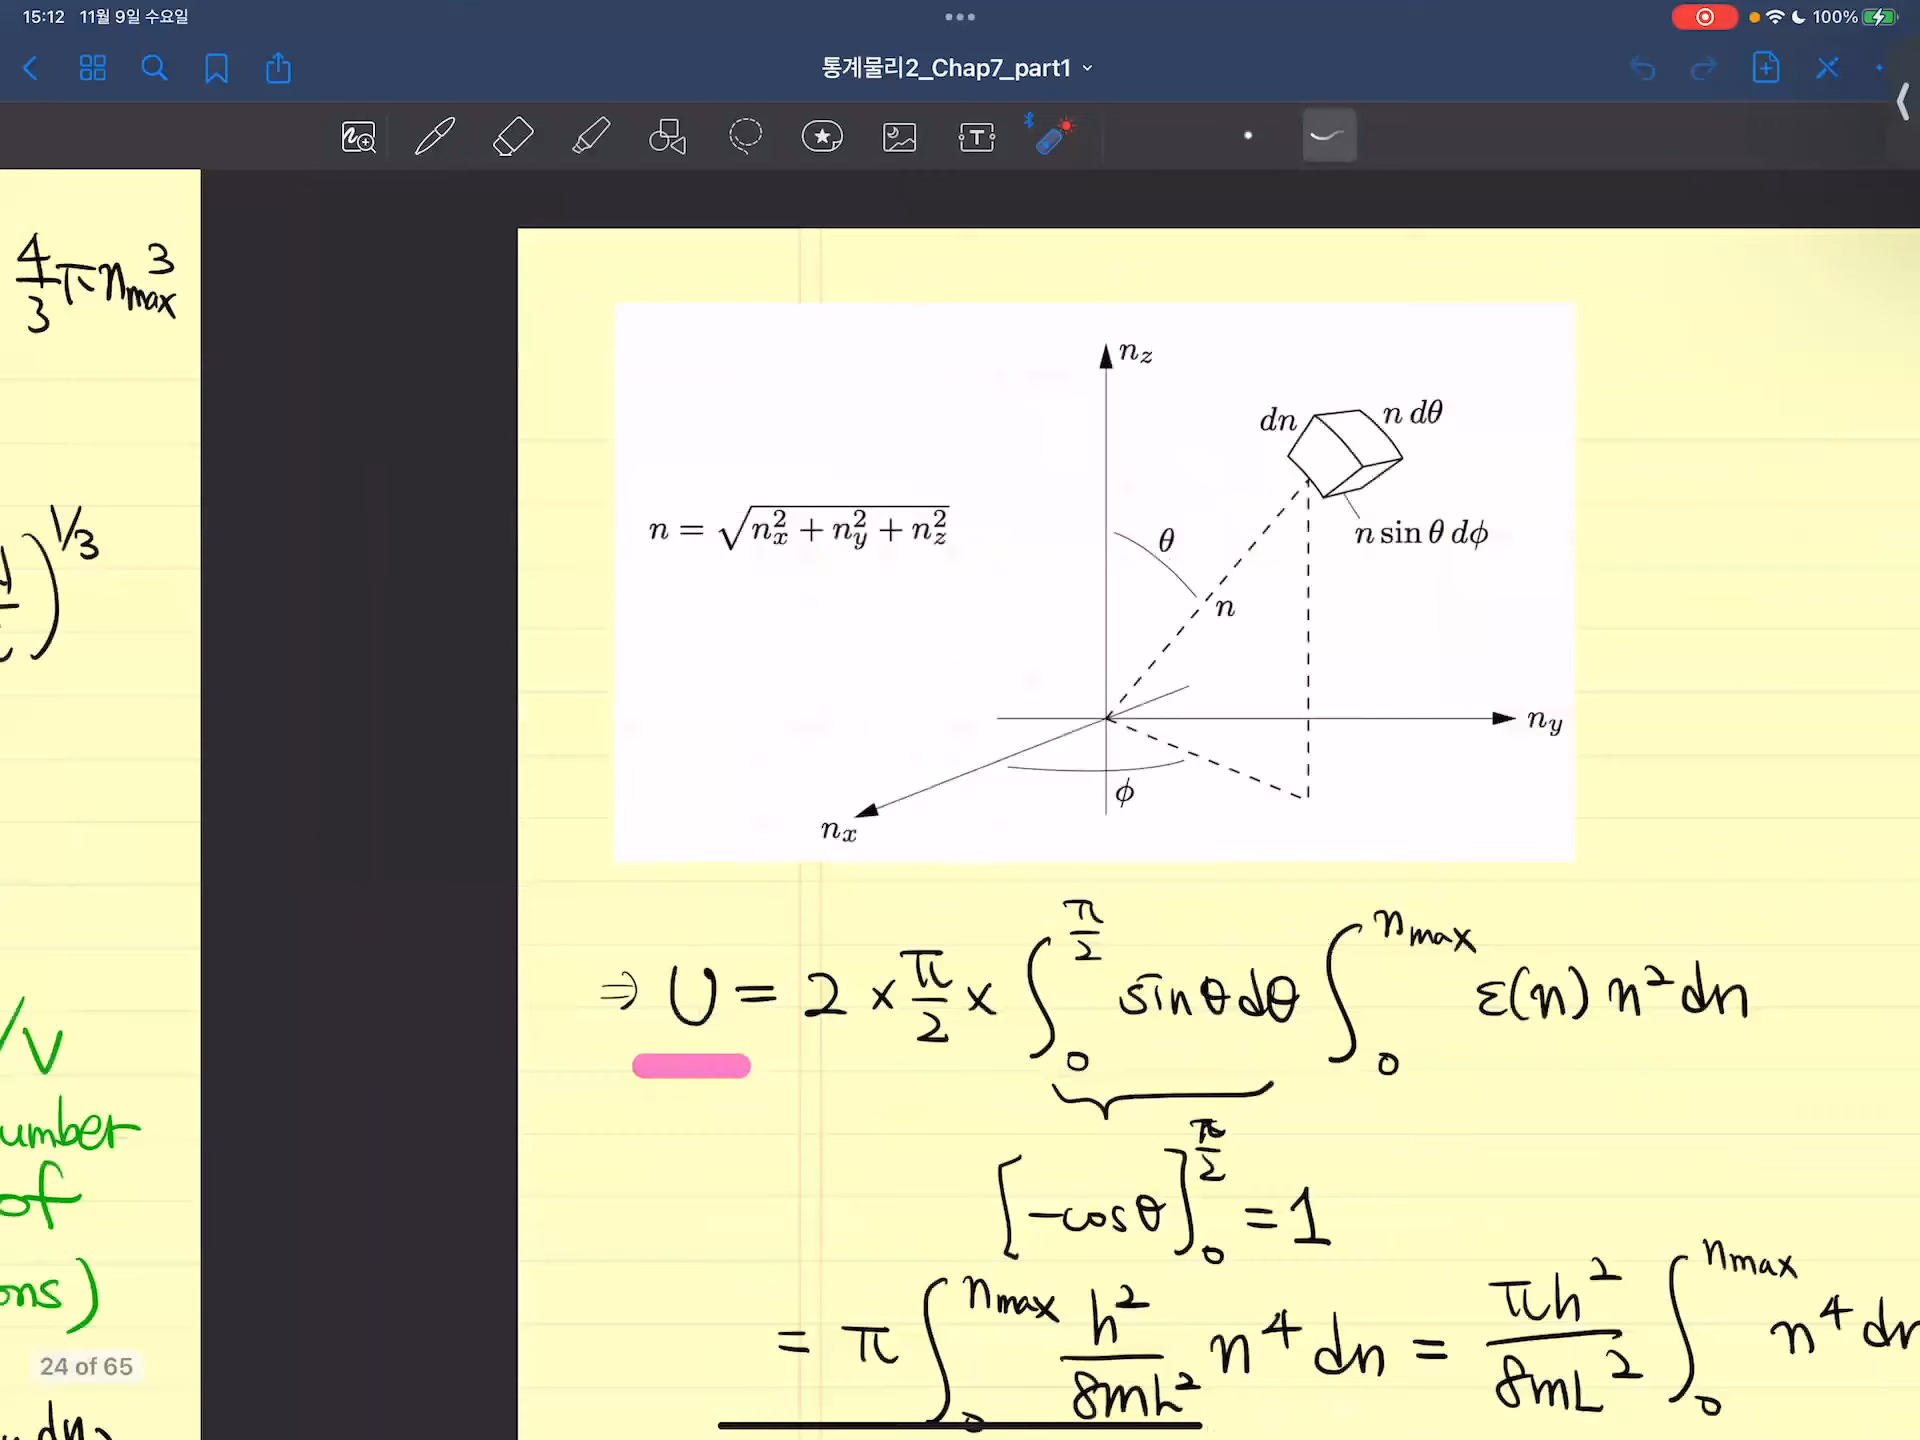 15:12 11월 9일 수요일
100%
통계물리2_Chap7_part1
4/3 π n_max^3
)^1/3
/V
umber
of
ons)
24 of 65
dn,
n_z
dn
n dθ
n = √(n_x^2 + n_y^2 + n_z^2)
θ
n sin θ dϕ
n
n_y
ϕ
n_x
⇒ U = 2 × π/2 × ∫_0^{π/2} sinθ dθ ∫_0^{n_max} ε(n) n^2 dn
[-cosθ]_0^{π/2} = 1
= π ∫_0^{n_max} h^2/8mL^2 n^4 dn = πh^2/8mL^2 ∫_0^{n_max} n^4 dn